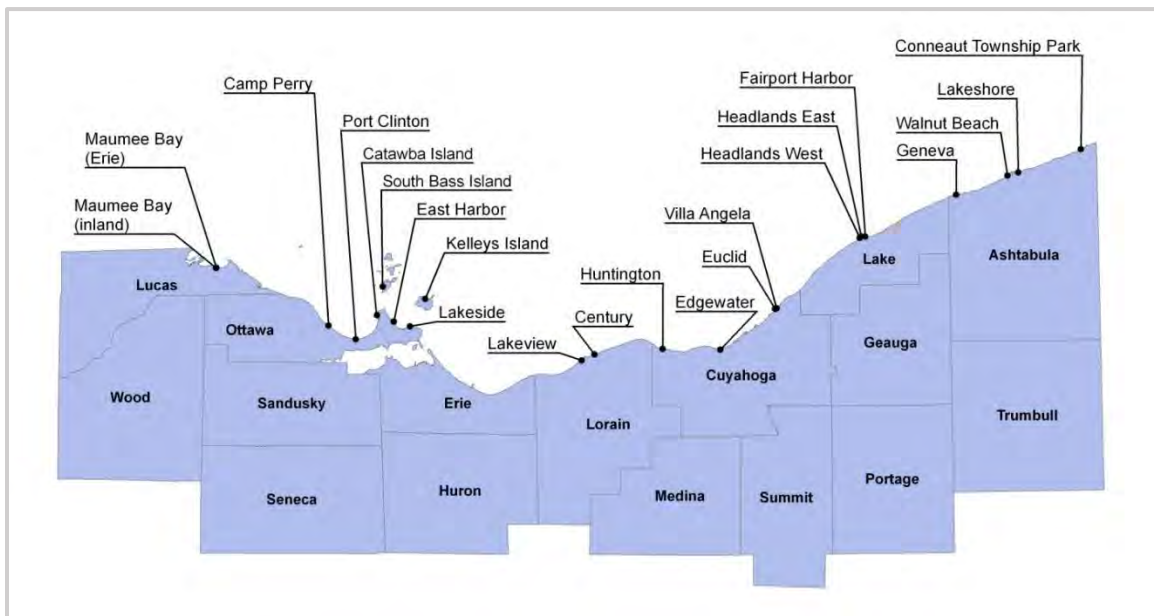 Conneaut Township Park
Fairport Harbor
Lakeshore
Camp Perry
Headlands East
Walnut Beach
Port Clinton
Geneva
Maumee Bay
(Erie)
Catawba Island
Headlands West
South Bass Island
Maumee Bay
(inland)
East Harbor
Villa Angela
Kelleys Island
Euclid
Huntington
Lake
Ashtabula
Lucas
Edgewater
Lakeside
Century
Ottawa
Lakeview
Geauga
Cuyahoga
Wood
Sandusky
Erie
Lorain
Trumbull
Seneca
Huron
Medina
Summit
Portage